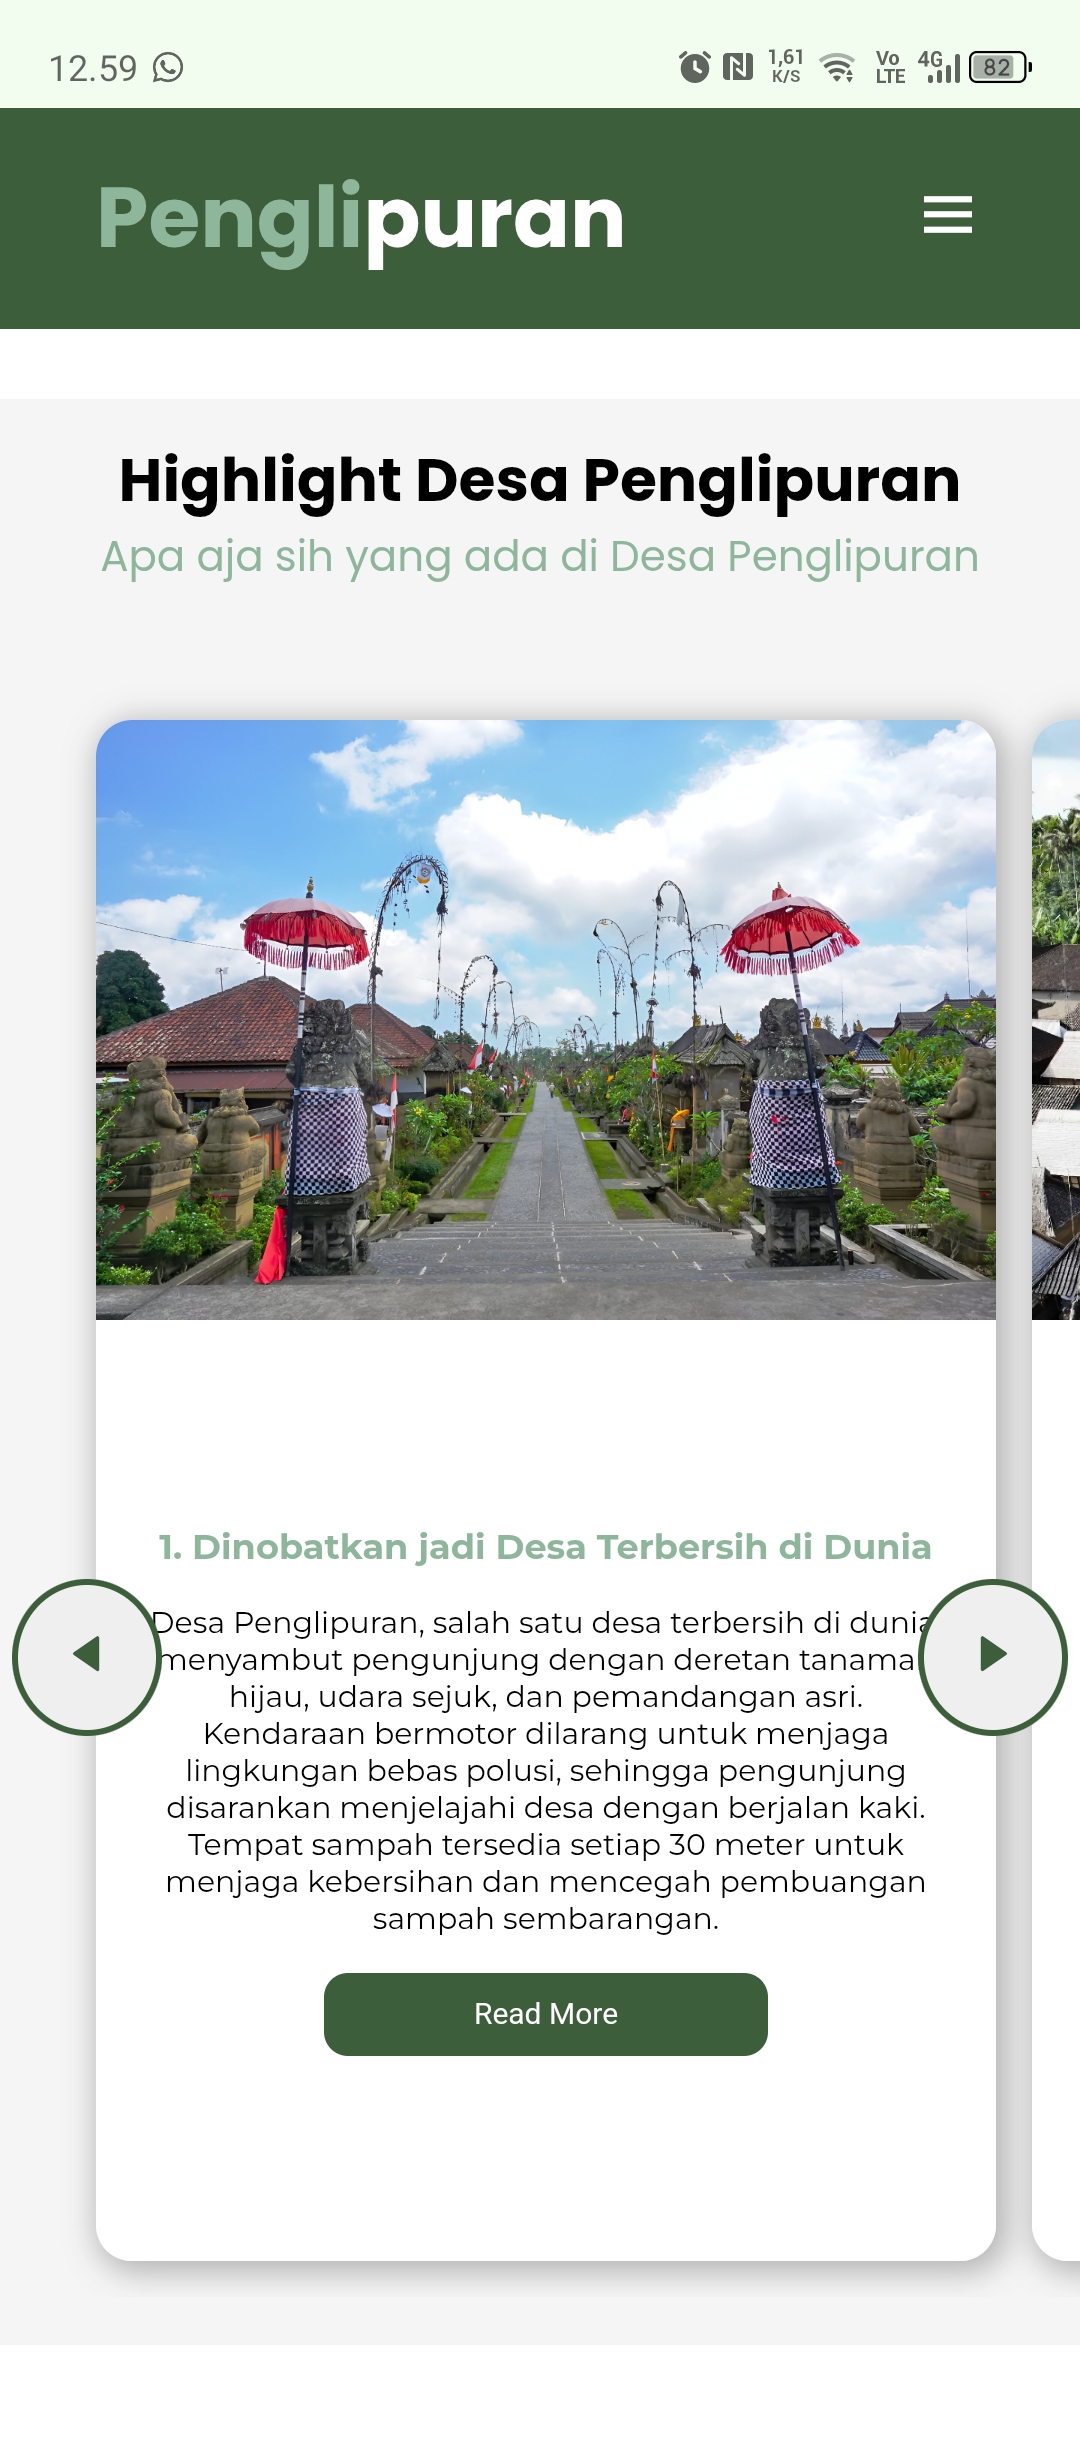 12.59
1,61
K/S
Vo
LTE
4G
82
Penglipuran
Highlight Desa Penglipuran
Apa aja sih yang ada di Desa Penglipuran
1. Dinobatkan jadi Desa Terbersih di Dunia
Desa Penglipuran, salah satu desa terbersih di dunia
menyambut pengunjung dengan deretan tanama
hijau, udara sejuk, dan pemandangan asri.
Kendaraan bermotor dilarang untuk menjaga
lingkungan bebas polusi, sehingga pengunjung
disarankan menjelajahi desa dengan berjalan kaki.
Tempat sampah tersedia setiap 30 meter untuk
menjaga kebersihan dan mencegah pembuangan
sampah sembarangan.
Read More